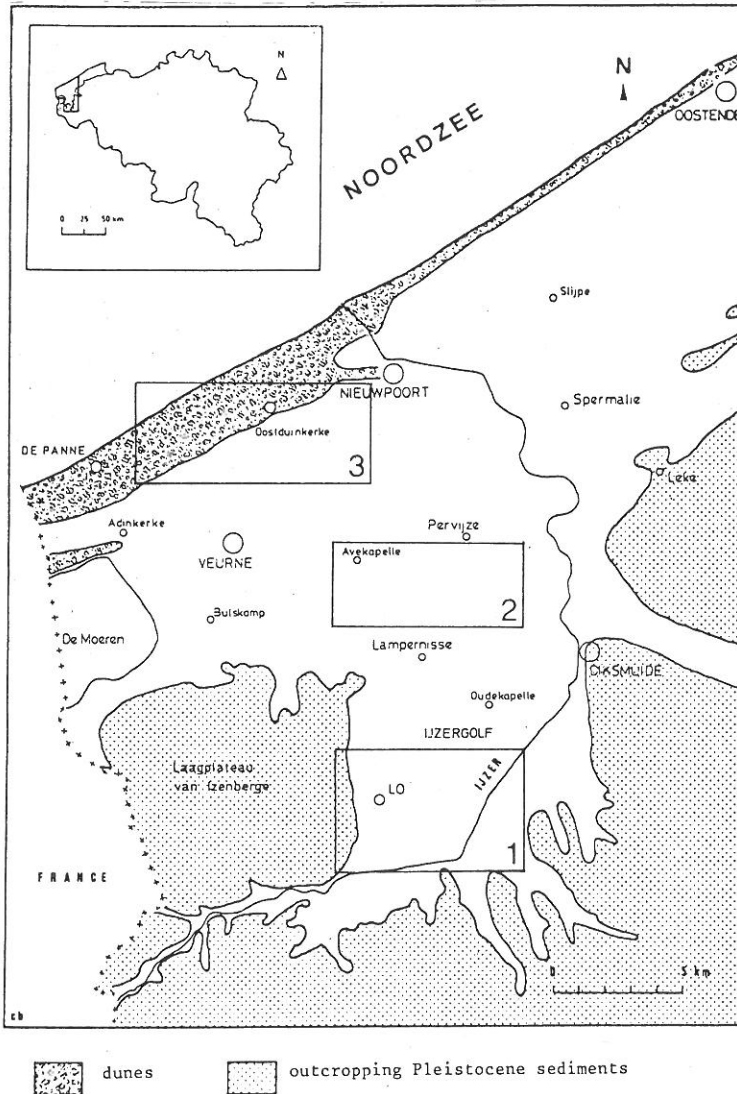 N
0 25 50 km
N
NOORDZEE
OOSTENDE
Slijpe
NIEUWPOORT
Spermalie
Oostduinkerke
3
DE PANNE
Leke
Adinkerke
Pervijze
VEURNE
Avekapelle
2
Bulskamp
De Moeren
Lampernisse
DIKSMUIDE
Oudekapelle
IJZERGOLF
Laagplateau
van Izenberge
IJZER
LO
1
FRANCE
0 5 km
cb
dunes
outcropping Pleistocene sediments